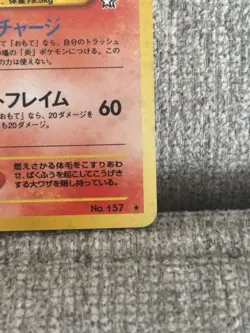 体重79.5kg
チャージ
て「おもて」なら、自分のトラッシュ
場の「炎」ポケモンにつける。この
の力は使えない。
トフレイム
60
て」なら、20ダメージを
も20ダメージ。
燃えさかる体毛をこすりあわ
せ、ばくふうを起こしてこうげき
する大ワザを隠し持っている。
No. 157 ★